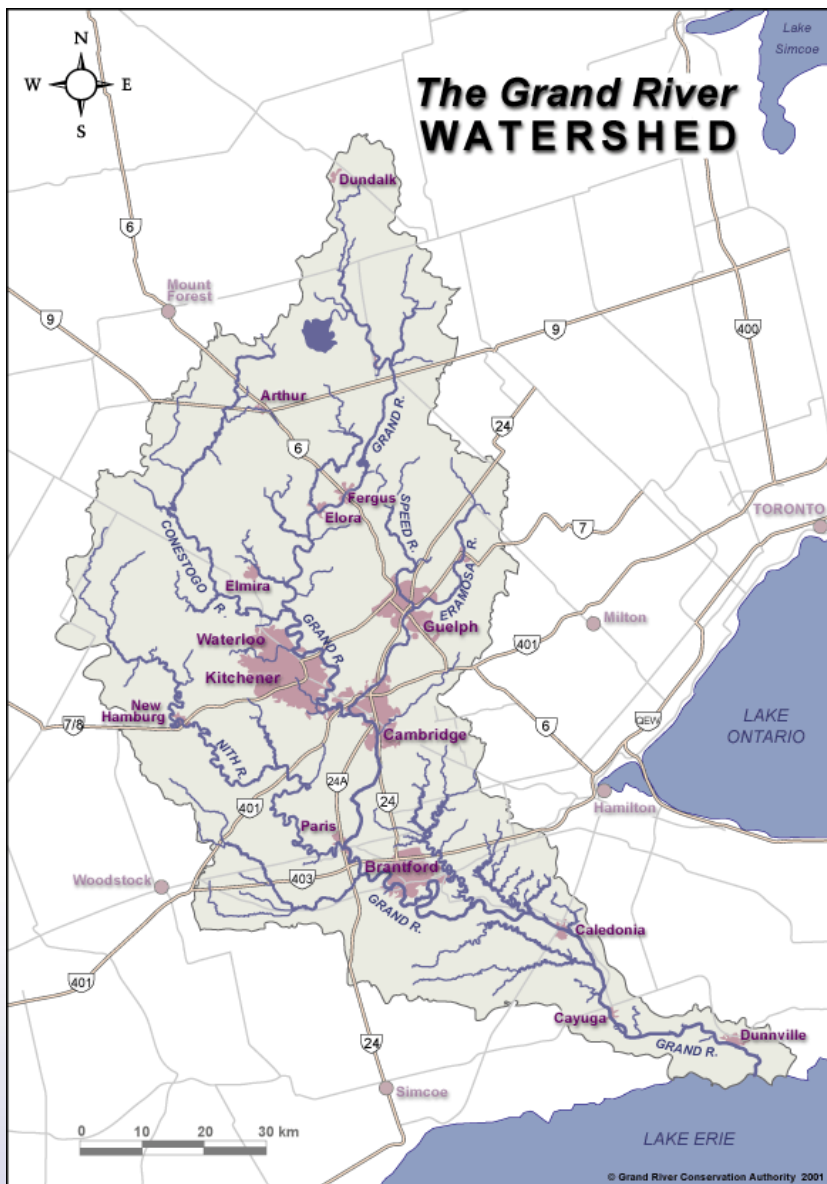 Lake
Simcoe
N
W
E
S
The Grand River
WATERSHED
Dundalk
6
Mount
Forest
9
9
400
Arthur
GRAND R.
6
24
Fergus
Elora
SPEED R.
7
TORONTO
CONESTOGO R.
ERAMOSA R.
Elmira
Guelph
Milton
Waterloo
GRAND R.
401
Kitchener
New
Hamburg
7/8
6
QEW
LAKE
ONTARIO
Cambridge
NITH R.
24A
401
24
Hamilton
Paris
Brantford
Woodstock
403
GRAND R.
Caledonia
401
Cayuga
Dunnville
GRAND R.
24
Simcoe
0 10 20 30 km
LAKE ERIE
© Grand River Conservation Authority 2001